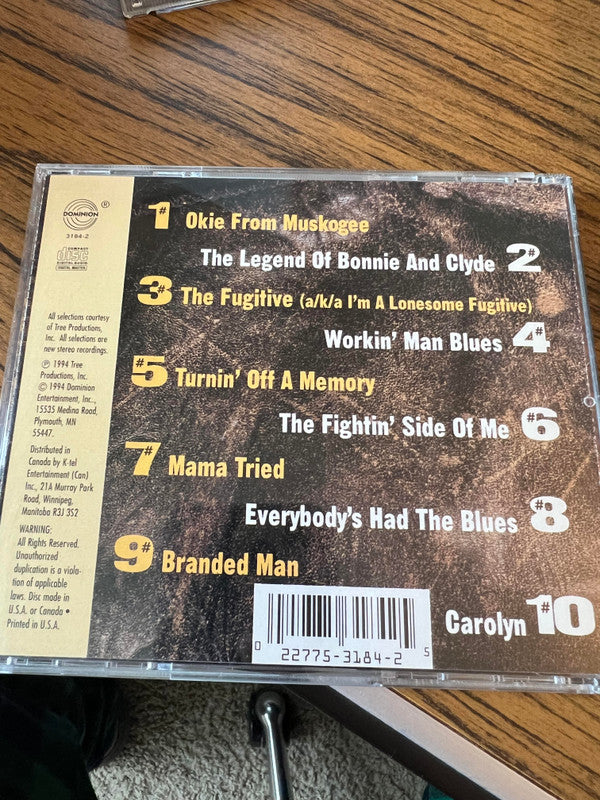 DOMINION ®
3184-2
COMPACT
disc
DIGITAL AUDIO
DIGITAL MASTER
All selections courtesy
of Tree Productions,
Inc. All selections are
new stereo recordings.
℗ 1994 Tree
Productions, Inc.
© 1994 Dominion
Entertainment, Inc.,
15535 Medina Road,
Plymouth, MN
55447.
Distributed in
Canada by K-tel
Entertainment (Can)
Inc., 21A Murray Park
Road, Winnipeg,
Manitoba R3J 3S2
WARNING:
All Rights Reserved.
Unauthorized
duplication is a viola-
tion of applicable
laws. Disc made in
U.S.A. or Canada •
Printed in U.S.A.
#1 Okie From Muskogee
The Legend Of Bonnie And Clyde #2
#3 The Fugitive (a/k/a I'm A Lonesome Fugitive)
Workin' Man Blues #4
#5 Turnin' Off A Memory
The Fightin' Side Of Me #6
#7 Mama Tried
Everybody's Had The Blues #8
#9 Branded Man
Carolyn #10
0 22775-3184-2 5